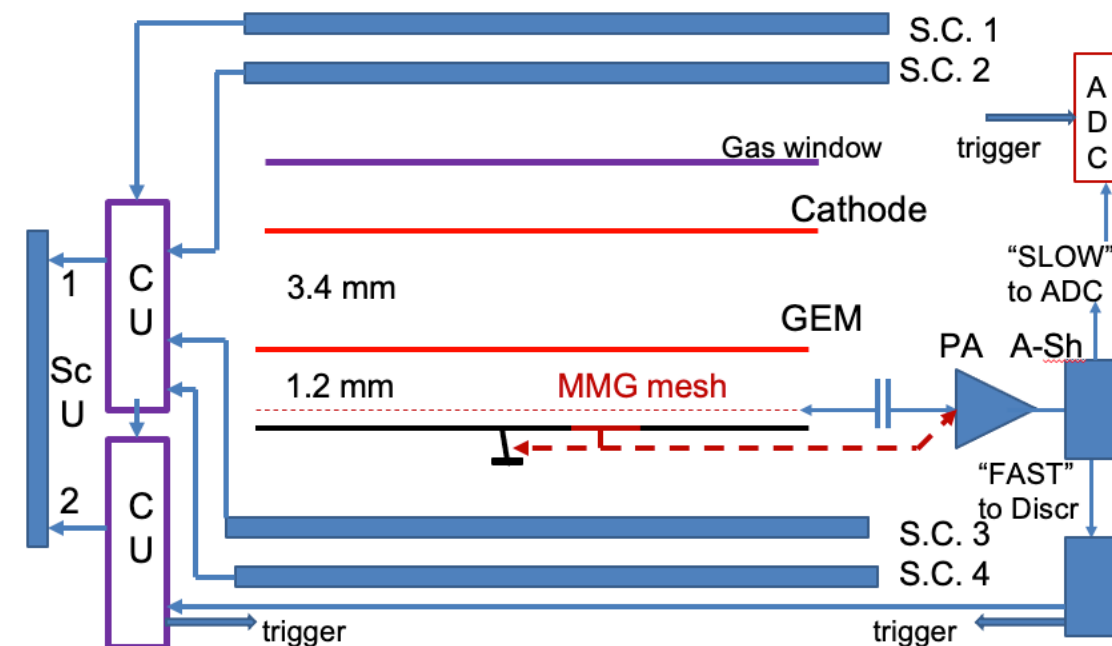 S.C. 1
S.C. 2
A
D
C
trigger
Gas window
Cathode
“SLOW”
to ADC
1
C
U
3.4 mm
GEM
PA
A-Sh
Sc
U
1.2 mm
MMG mesh
“FAST”
to Discr
2
C
U
S.C. 3
S.C. 4
trigger
trigger